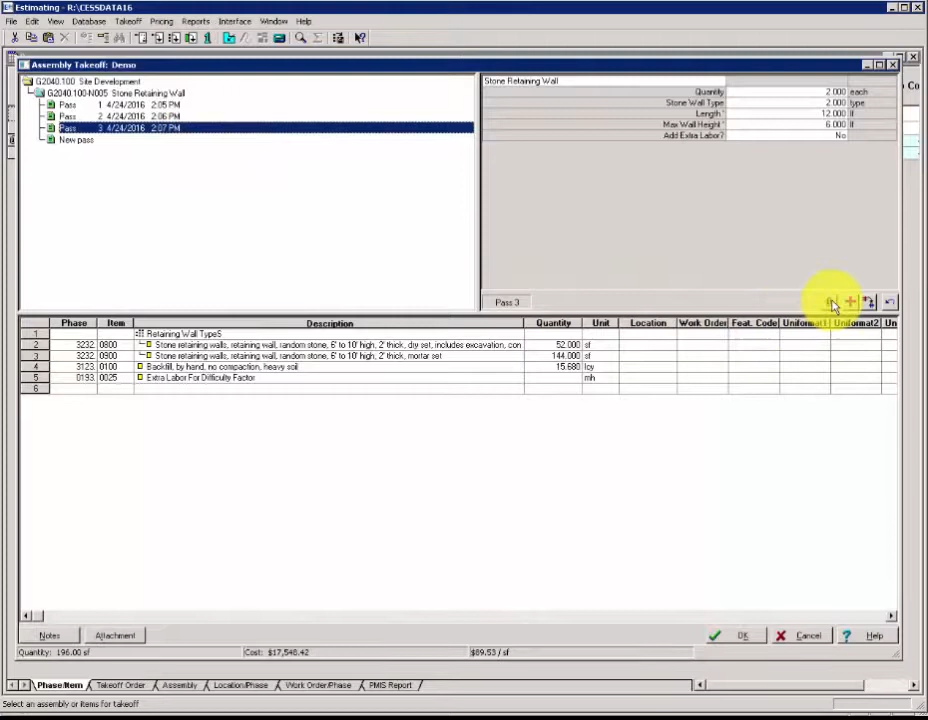 Estimating - R:\CESSDATA16
File Edit View Database Takeoff Pricing Reports Interface Window Help
Assembly Takeoff: Demo
G2040.100 Site Development
G2040.100-N005 Stone Retaining Wall
Pass 1 4/24/2016 2:05 PM
Pass 2 4/24/2016 2:06 PM
Pass 3 4/24/2016 2:07 PM
New pass
Stone Retaining Wall
Quantity 2.000 each
Stone Wall Type 2.000 type
Length * 12.000 lf
Max Wall Height * 6.000 lf
Add Extra Labor? No
Pass 3
Phase Item Description Quantity Unit Location Work Order Feat. Code Uniformat1 Uniformat2 Un
1 Retaining Wall TypeS
2 3232. 0800 Stone retaining walls, retaining wall, random stone, 6' to 10' high, 2' thick, dry set, includes excavation, con 52.000 sf
3 3232. 0900 Stone retaining walls, retaining wall, random stone, 6' to 10' high, 2' thick, mortar set 144.000 sf
4 3123. 0100 Backfill, by hand, no compaction, heavy soil 15.680 lcy
5 0193. 0025 Extra Labor For Difficulty Factor mh
6
Notes Attachment OK Cancel Help
Quantity: 196.00 sf Cost: $17,548.42 $89.53 / sf
Phase/Item Takeoff Order Assembly Location/Phase Work Order/Phase PMIS Report
Select an assembly or items for takeoff